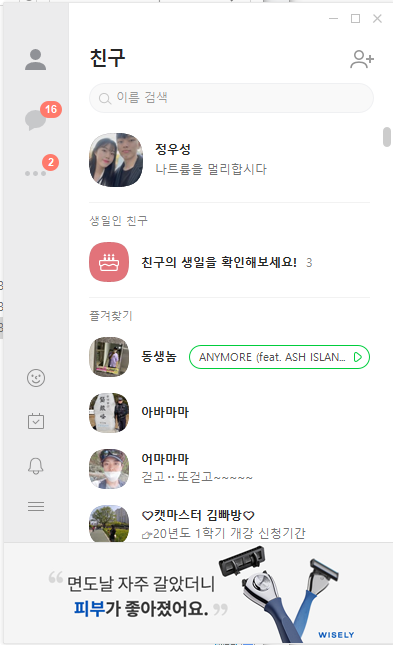 친구
이름 검색
16
2
정우성
나트륨을 멀리합시다
생일인 친구
친구의 생일을 확인해보세요! 3
즐겨찾기
동생놈 ANYMORE (feat. ASH ISLAN...
아바마마
어마마마
걷고··또걷고~~~~~
♡캣마스터 김빠방♡
👉20년도 1학기 개강 신청기간
“면도날 자주 갈았더니
피부가 좋아졌어요.”
WISELY